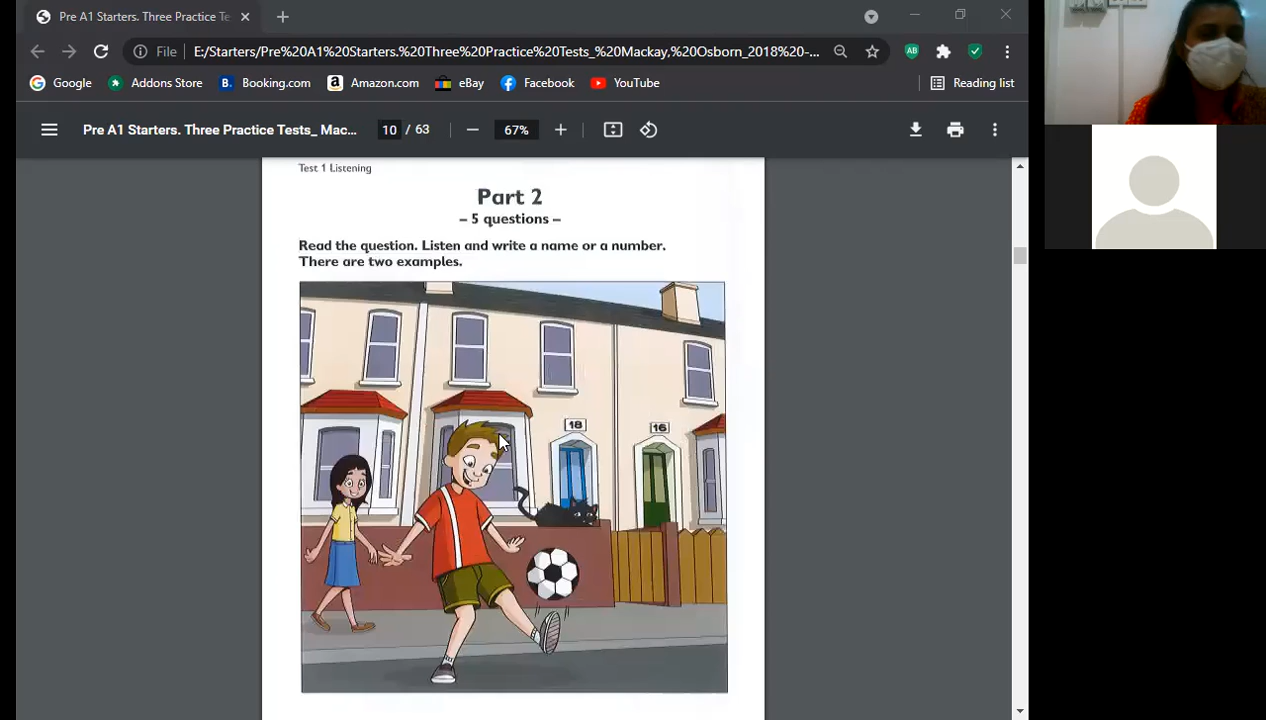 Pre A1 Starters. Three Practice Te
File E:/Starters/Pre%20A1%20Starters.%20Three%20Practice%20Tests_%20Mackay,%20Osborn_2018%20-...
Google Addons Store Booking.com Amazon.com eBay Facebook YouTube Reading list
Pre A1 Starters. Three Practice Tests_ Mac... 10 / 63 67%
Test 1 Listening
Part 2
– 5 questions –
Read the question. Listen and write a name or a number.
There are two examples.
18
16